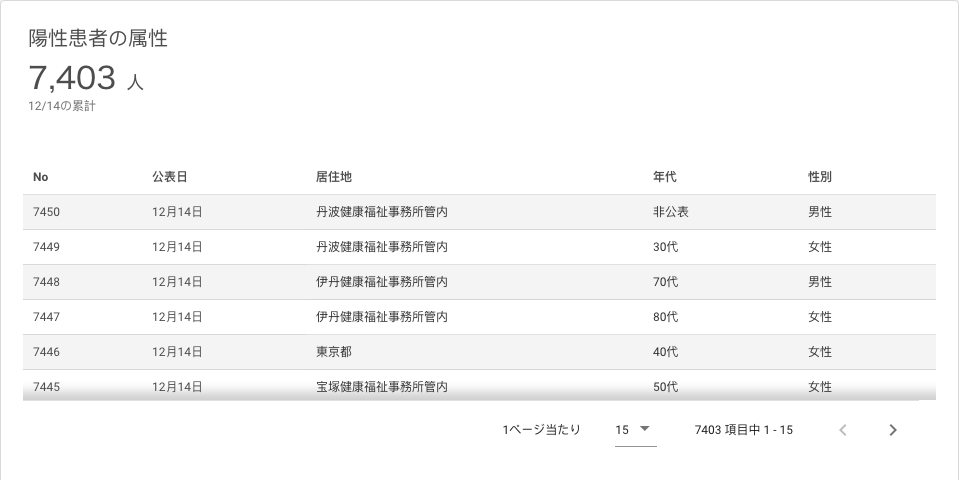 陽性患者の属性
7,403 人
12/14の累計
No 公表日 居住地 年代 性別
7450 12月14日 丹波健康福祉事務所管内 非公表 男性
7449 12月14日 丹波健康福祉事務所管内 30代 女性
7448 12月14日 伊丹健康福祉事務所管内 70代 男性
7447 12月14日 伊丹健康福祉事務所管内 80代 女性
7446 12月14日 東京都 40代 女性
7445 12月14日 宝塚健康福祉事務所管内 50代 女性
1ページ当たり 15 7403 項目中 1 - 15